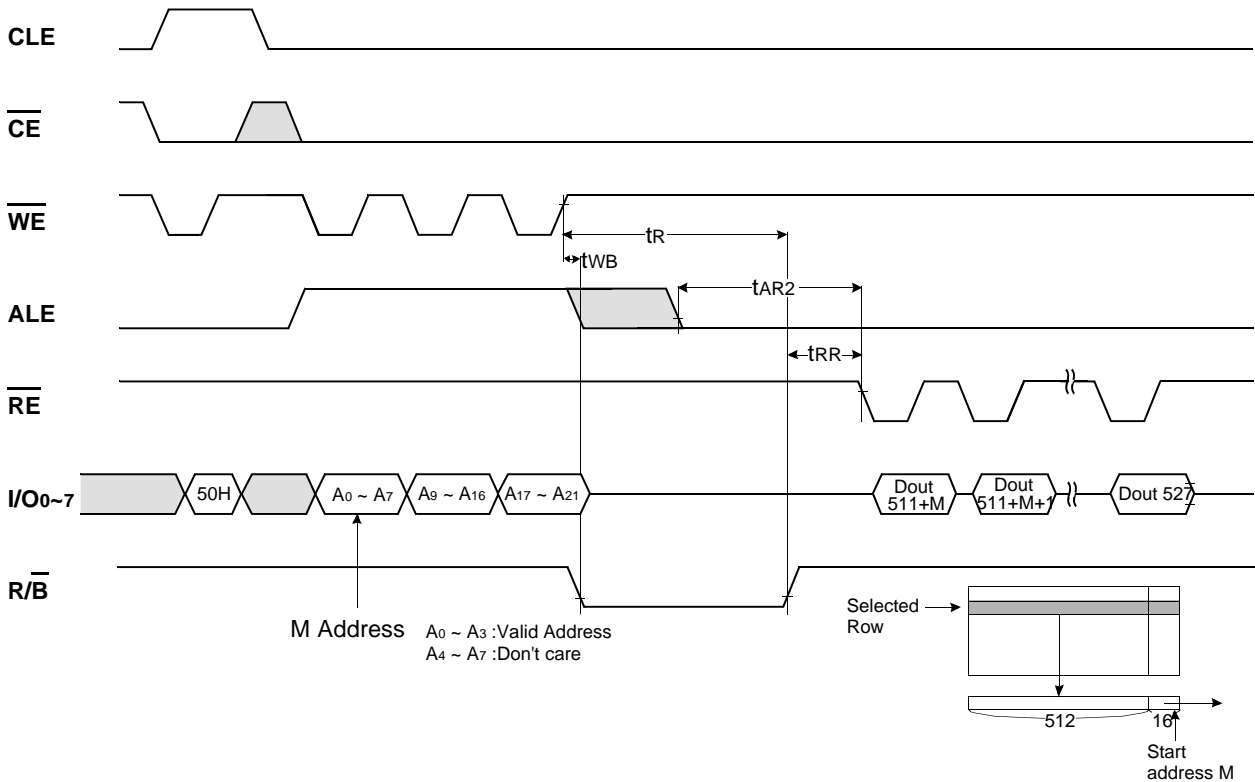 CLE
CE
WE
tR
tWB
ALE
tAR2
tRR
RE
I/O0~7
50H
A0 ~ A7
A9 ~ A16
A17 ~ A21
Dout
511+M
Dout
511+M+1
Dout 527
R/B
M Address
A0 ~ A3 :Valid Address
A4 ~ A7 :Don't care
Selected
Row
512
16
Start
address M